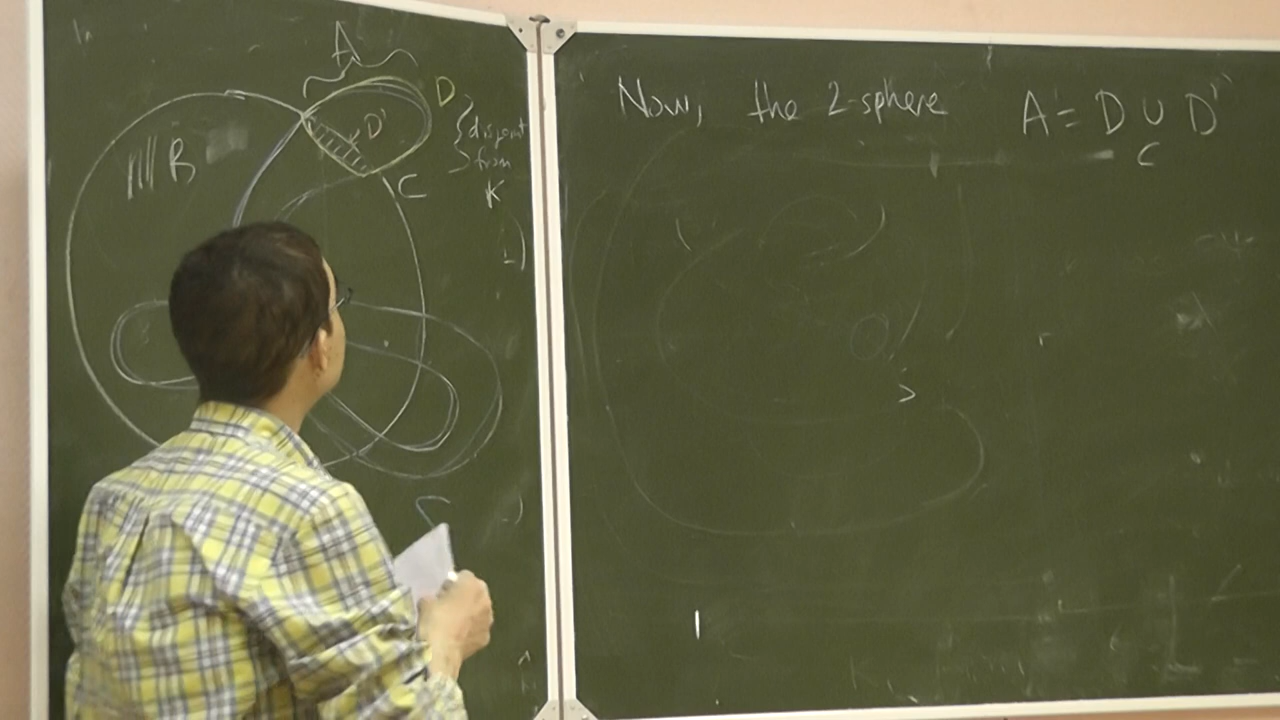 A
D
D'
B
disjoint
from
C
K
L)
Now, the 2-sphere A' = D ∪ D'
C